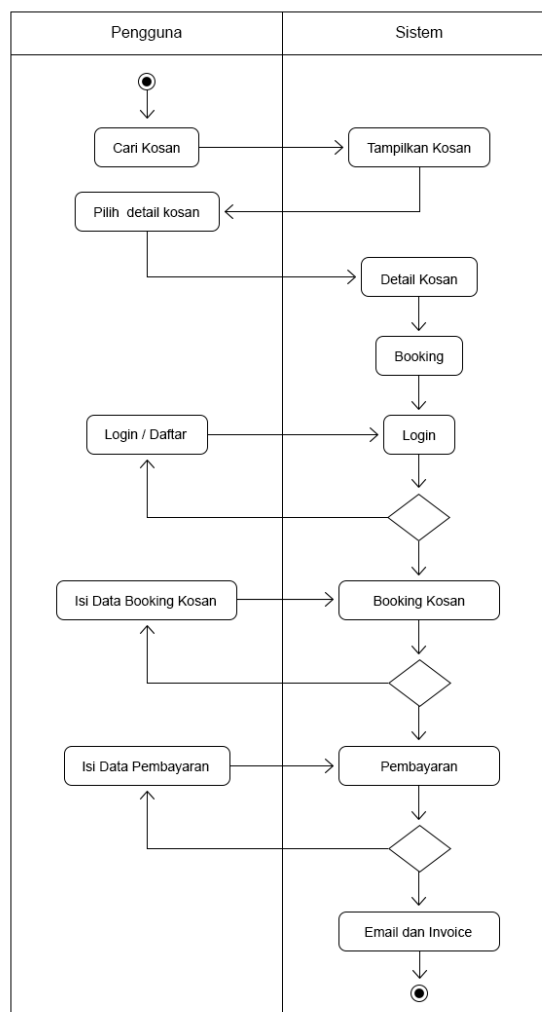 Pengguna
Sistem
Cari Kosan
Tampilkan Kosan
Pilih detail kosan
Detail Kosan
Booking
Login / Daftar
Login
Isi Data Booking Kosan
Booking Kosan
Isi Data Pembayaran
Pembayaran
Email dan Invoice